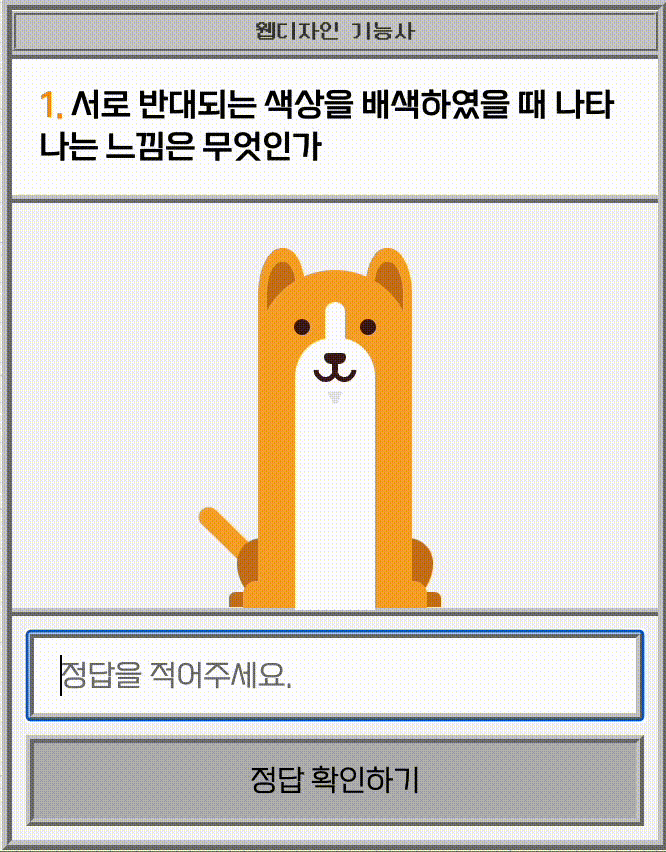 웹디자인 기능사
1. 서로 반대되는 색상을 배색하였을 때 나타
나는 느낌은 무엇인가
정답을 적어주세요.
정답 확인하기